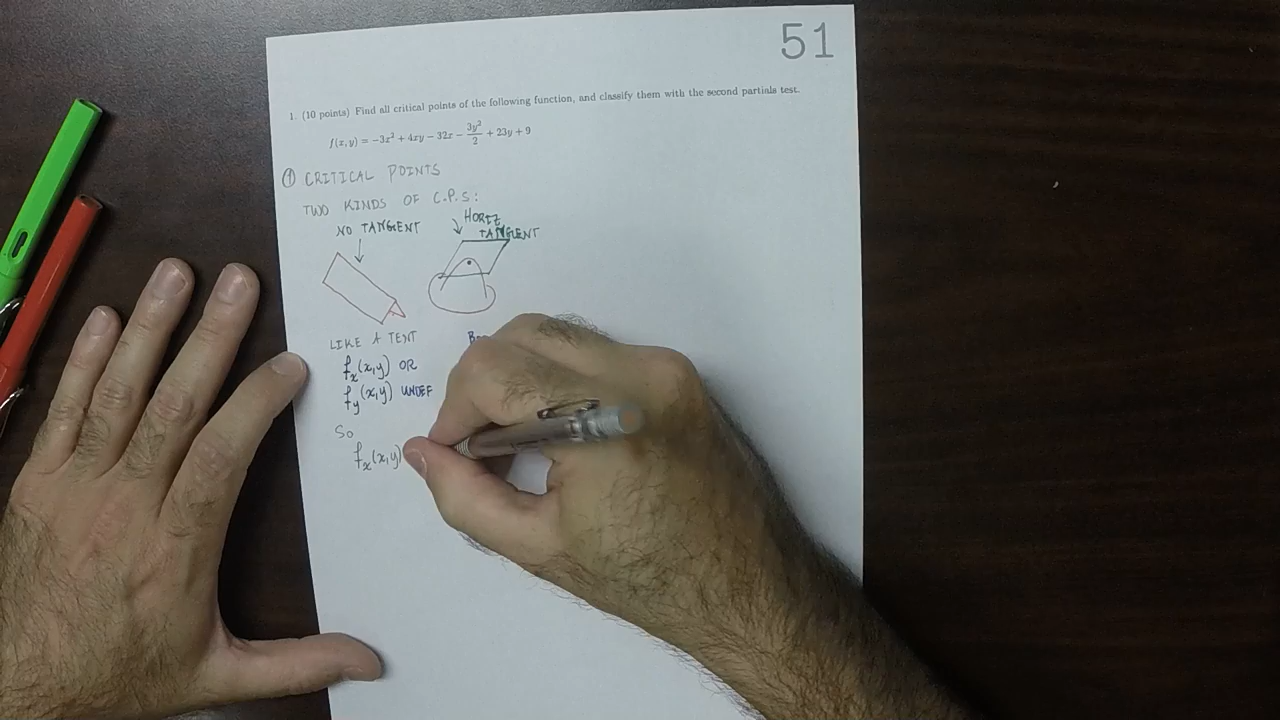 51
1. (10 points) Find all critical points of the following function, and classify them with the second partials test.
f(x, y) = −3x² + 4xy − 32x − 3y²/2 + 23y + 9
① CRITICAL POINTS
TWO KINDS OF C.P.S:
NO TANGENT
HORIZ
TANGENT
LIKE A TENT
fx(x,y) OR
fy(x,y) UNDEF
SO
fx(x,y)